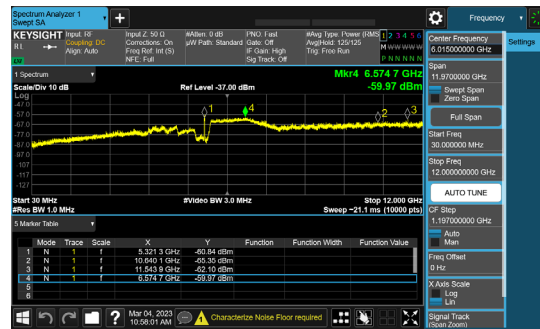 Spectrum Analyzer 1
Swept SA
Frequency
KEYSIGHT
Input: RF
Coupling: DC
Align: Auto
Input Z: 50 Ω
Corrections: On
Freq Ref: Int (S)
NFE: Full
#Atten: 0 dB
µW Path: Standard
PNO: Fast
Gate: Off
IF Gain: High
Sig Track: Off
#Avg Type: Power (RMS
Avg|Hold: 125/125
Trig: Free Run
1 2 3 4 5 6
M W W W W W
P N N N N N
1 Spectrum
Scale/Div 10 dB
Ref Level -37.00 dBm
Mkr4 6.574 7 GHz
-59.97 dBm
Log
-47.0
-57.0
-67.0
-77.0
-87.0
-97.0
-107
-117
-127
1
4
2
3
Start 30 MHz
#Res BW 1.0 MHz
#Video BW 3.0 MHz
Stop 12.000 GHz
Sweep ~21.1 ms (10000 pts)
5 Marker Table
Mode Trace Scale X Y Function Function Width Function Value
1 N 1 f 5.321 3 GHz -60.84 dBm
2 N 1 f 10.640 1 GHz -65.35 dBm
3 N 1 f 11.543 9 GHz -62.10 dBm
4 N 1 f 6.574 7 GHz -59.97 dBm
5
6
Mar 04, 2023
10:58:01 AM
Characterize Noise Floor required
Settings
Center Frequency
6.015000000 GHz
Span
11.9700000 GHz
Swept Span
Zero Span
Full Span
Start Freq
30.000000 MHz
Stop Freq
12.000000000 GHz
AUTO TUNE
CF Step
1.197000000 GHz
Auto
Man
Freq Offset
0 Hz
X Axis Scale
Log
Lin
Signal Track
(Span Zoom)